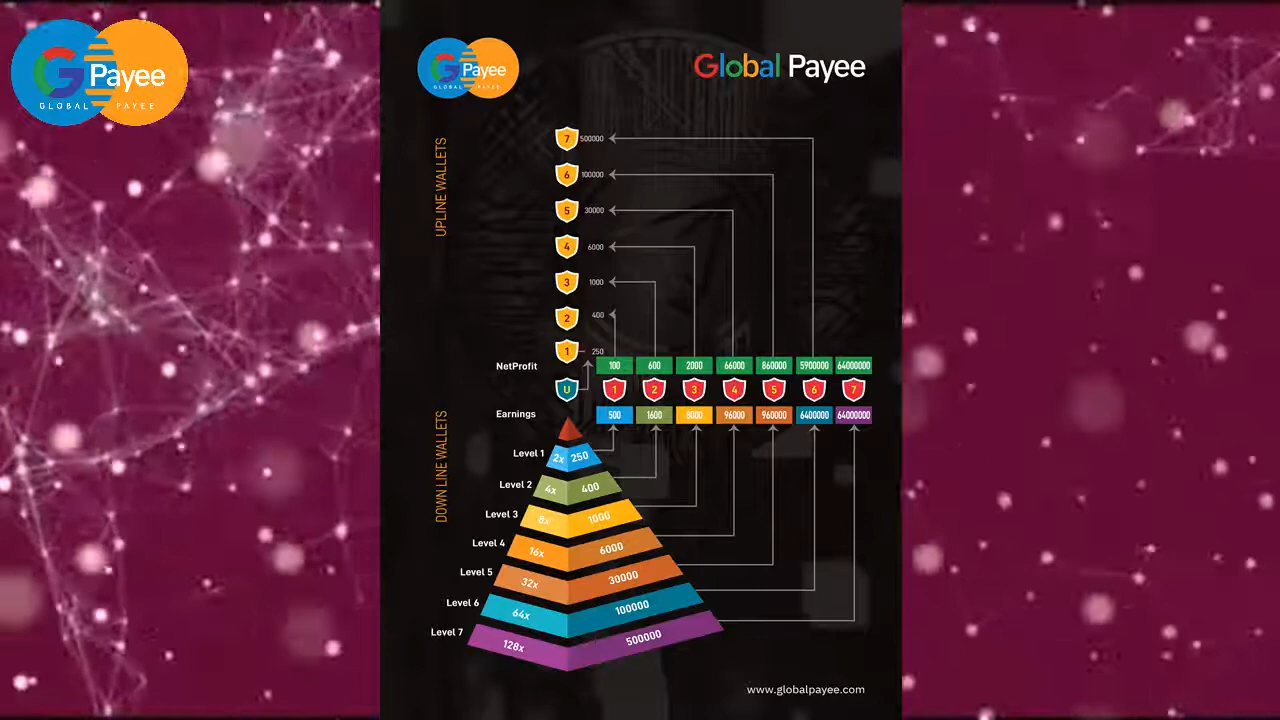 G Payee
GLOBAL PAYEE
G Payee
GLOBAL PAYEE
Global Payee
UPLINE WALLETS
7 500000
6 100000
5 30000
4 6000
3 1000
2 400
1 250
NetProfit 100 600 2000 66000 860000 5900000 64000000
U 1 2 3 4 5 6 7
Earnings 500 1600 8000 96000 960000 6400000 64000000
DOWN LINE WALLETS
Level 1 2x 250
Level 2 4x 400
Level 3 8x 1000
Level 4 16x 6000
Level 5 32x 30000
Level 6 64x 100000
Level 7 128x 500000
www.globalpayee.com